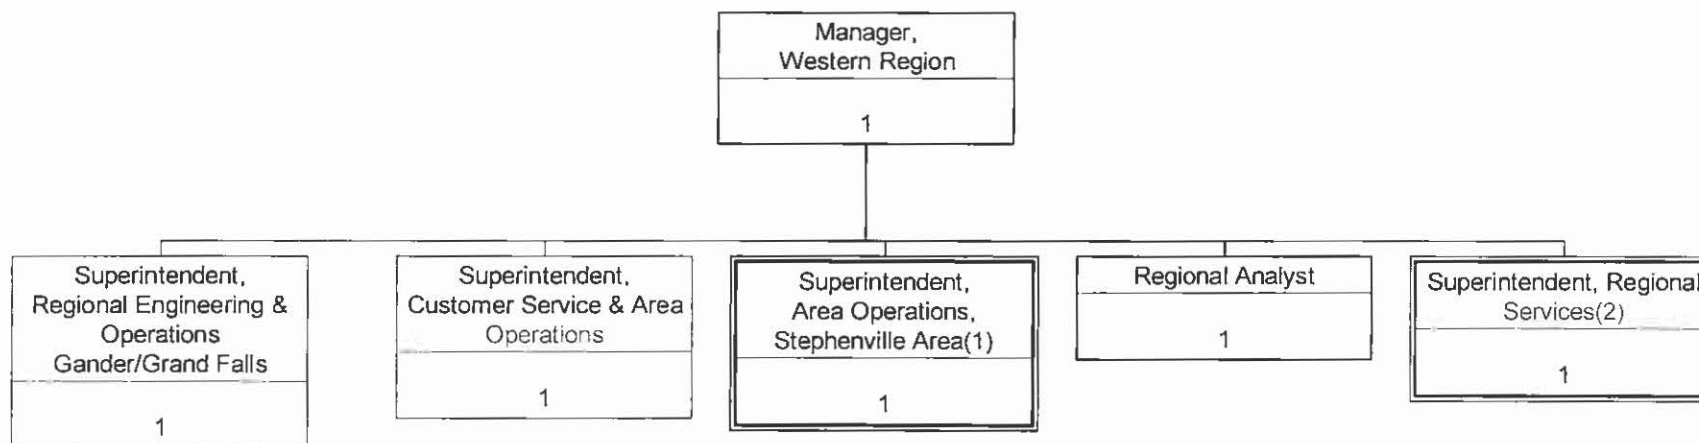 Manager,
Western Region
1
Superintendent,
Regional Engineering &
Operations
Gander/Grand Falls
1
Superintendent,
Customer Service & Area
Operations
1
Superintendent,
Area Operations,
Stephenville Area(1)
1
Regional Analyst
1
Superintendent, Regional
Services(2)
1